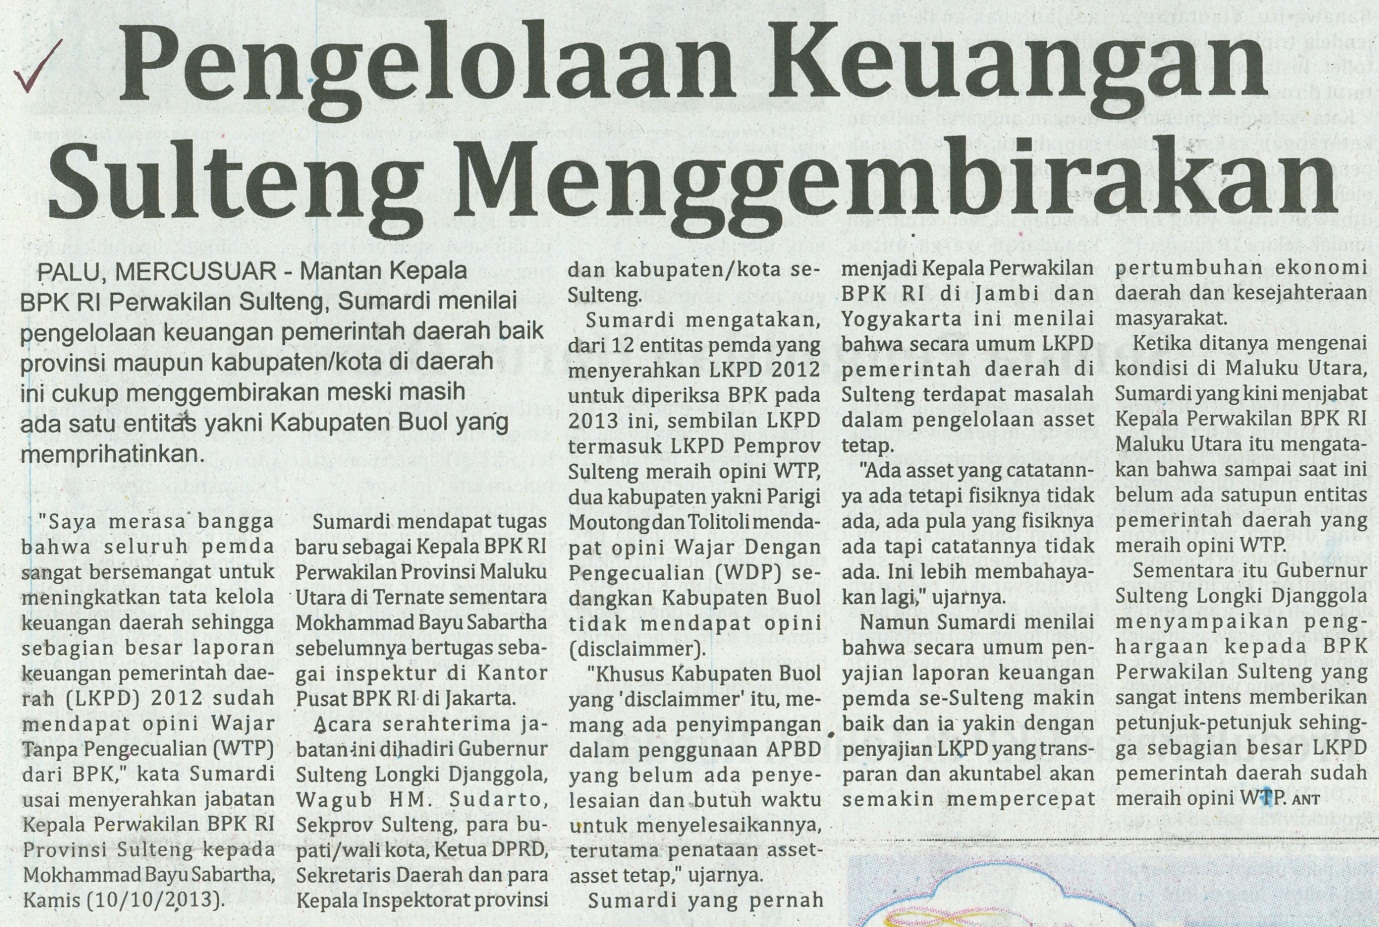 Pengelolaan Keuangan
Sulteng Menggembirakan
PALU, MERCUSUAR - Mantan Kepala
BPK RI Perwakilan Sulteng, Sumardi menilai
pengelolaan keuangan pemerintah daerah baik
provinsi maupun kabupaten/kota di daerah
ini cukup menggembirakan meski masih
ada satu entitas yakni Kabupaten Buol yang
memprihatinkan.
"Saya merasa bangga
bahwa seluruh pemda
sangat bersemangat untuk
meningkatkan tata kelola
keuangan daerah sehingga
sebagian besar laporan
keuangan pemerintah dae-
rah (LKPD) 2012 sudah
mendapat opini Wajar
Tanpa Pengecualian (WTP)
dari BPK," kata Sumardi
usai menyerahkan jabatan
Kepala Perwakilan BPK RI
Provinsi Sulteng kepada
Mokhammad Bayu Sabartha,
Kamis (10/10/2013).
Sumardi mendapat tugas
baru sebagai Kepala BPK RI
Perwakilan Provinsi Maluku
Utara di Ternate sementara
Mokhammad Bayu Sabartha
sebelumnya bertugas seba-
gai inspektur di Kantor
Pusat BPK RI di Jakarta.
Acara serahterima ja-
batan ini dihadiri Gubernur
Sulteng Longki Djanggola,
Wagub HM. Sudarto,
Sekprov Sulteng, para bu-
pati/wali kota, Ketua DPRD,
Sekretaris Daerah dan para
Kepala Inspektorat provinsi
dan kabupaten/kota se-
Sulteng.
Sumardi mengatakan,
dari 12 entitas pemda yang
menyerahkan LKPD 2012
untuk diperiksa BPK pada
2013 ini, sembilan LKPD
termasuk LKPD Pemprov
Sulteng meraih opini WTP,
dua kabupaten yakni Parigi
Moutong dan Tolitoli menda-
pat opini Wajar Dengan
Pengecualian (WDP) se-
dangkan Kabupaten Buol
tidak mendapat opini
(disclaimmer).
"Khusus Kabupaten Buol
yang 'disclaimmer' itu, me-
mang ada penyimpangan
dalam penggunaan APBD
yang belum ada penye-
lesaian dan butuh waktu
untuk menyelesaikannya,
terutama penataan asset-
asset tetap," ujarnya.
Sumardi yang pernah
menjadi Kepala Perwakilan
BPK RI di Jambi dan
Yogyakarta ini menilai
bahwa secara umum LKPD
pemerintah daerah di
Sulteng terdapat masalah
dalam pengelolaan asset
tetap.
"Ada asset yang catatann-
ya ada tetapi fisiknya tidak
ada, ada pula yang fisiknya
ada tapi catatannya tidak
ada. Ini lebih membahaya-
kan lagi," ujarnya.
Namun Sumardi menilai
bahwa secara umum pen-
yajian laporan keuangan
pemda se-Sulteng makin
baik dan ia yakin dengan
penyajian LKPD yang trans-
paran dan akuntabel akan
semakin mempercepat
pertumbuhan ekonomi
daerah dan kesejahteraan
masyarakat.
Ketika ditanya mengenai
kondisi di Maluku Utara,
Sumardi yang kini menjabat
Kepala Perwakilan BPK RI
Maluku Utara itu mengata-
kan bahwa sampai saat ini
belum ada satupun entitas
pemerintah daerah yang
meraih opini WTP.
Sementara itu Gubernur
Sulteng Longki Djanggola
menyampaikan peng-
hargaan kepada BPK
Perwakilan Sulteng yang
sangat intens memberikan
petunjuk-petunjuk sehing-
ga sebagian besar LKPD
pemerintah daerah sudah
meraih opini WTP. ANT